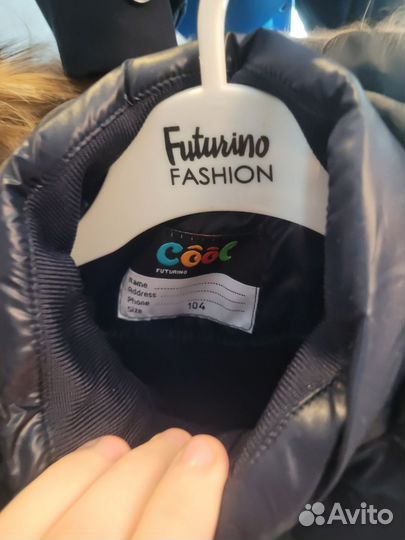 Futurino
FASHION
COOL
FUTURINO
Name
Address
Phone
Size 104
Avito